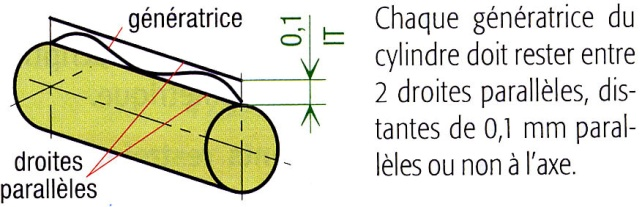 génératrice
0,1
IT
droites
parallèles
Chaque génératrice du
cylindre doit rester entre
2 droites parallèles, dis-
tantes de 0,1 mm paral-
lèles ou non à l'axe.